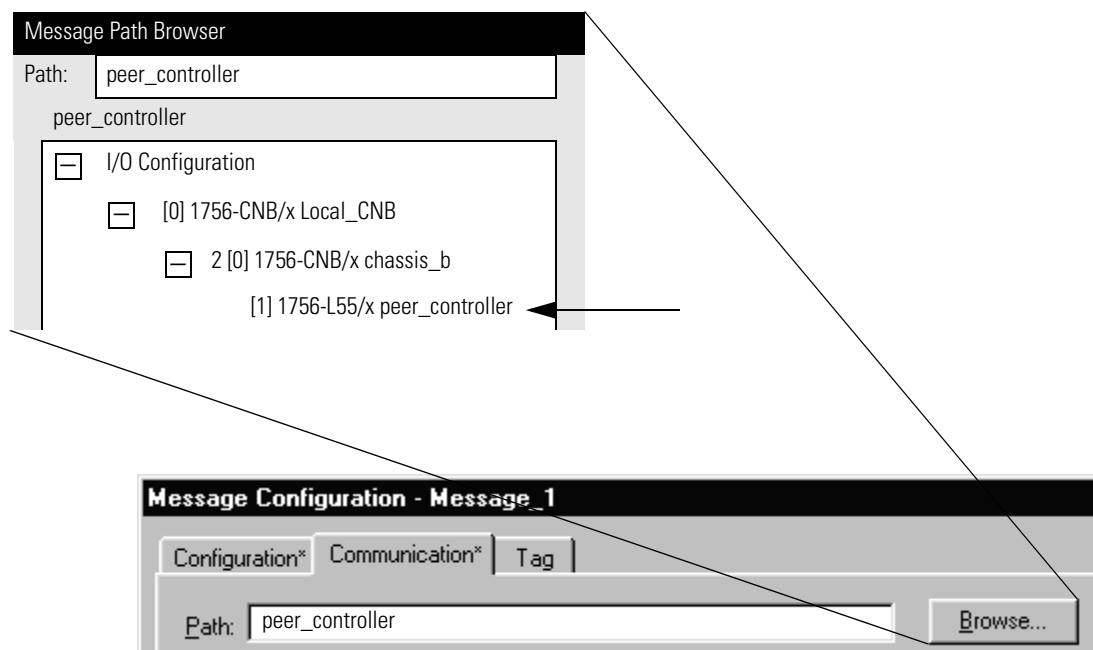 Message Path Browser
Path: peer_controller
peer_controller
I/O Configuration
[0] 1756-CNB/x Local_CNB
2 [0] 1756-CNB/x chassis_b
[1] 1756-L55/x peer_controller
Message Configuration - Message_1
Configuration* Communication* Tag
Path: peer_controller Browse...